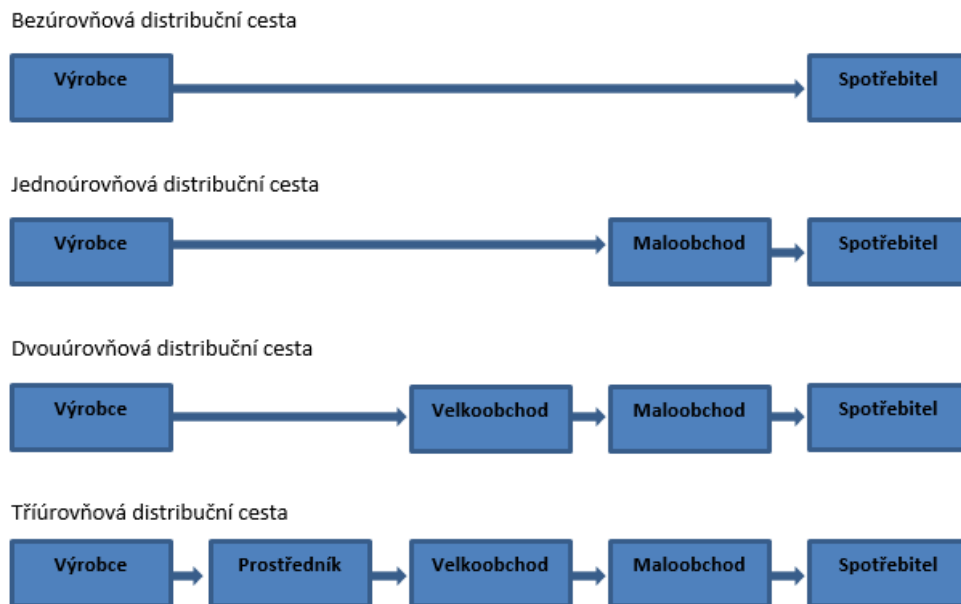 Bezúrovňová distribuční cesta
Výrobce Spotřebitel
Jednoúrovňová distribuční cesta
Výrobce Maloobchod Spotřebitel
Dvouúrovňová distribuční cesta
Výrobce Velkoobchod Maloobchod Spotřebitel
Tříúrovňová distribuční cesta
Výrobce Prostředník Velkoobchod Maloobchod Spotřebitel